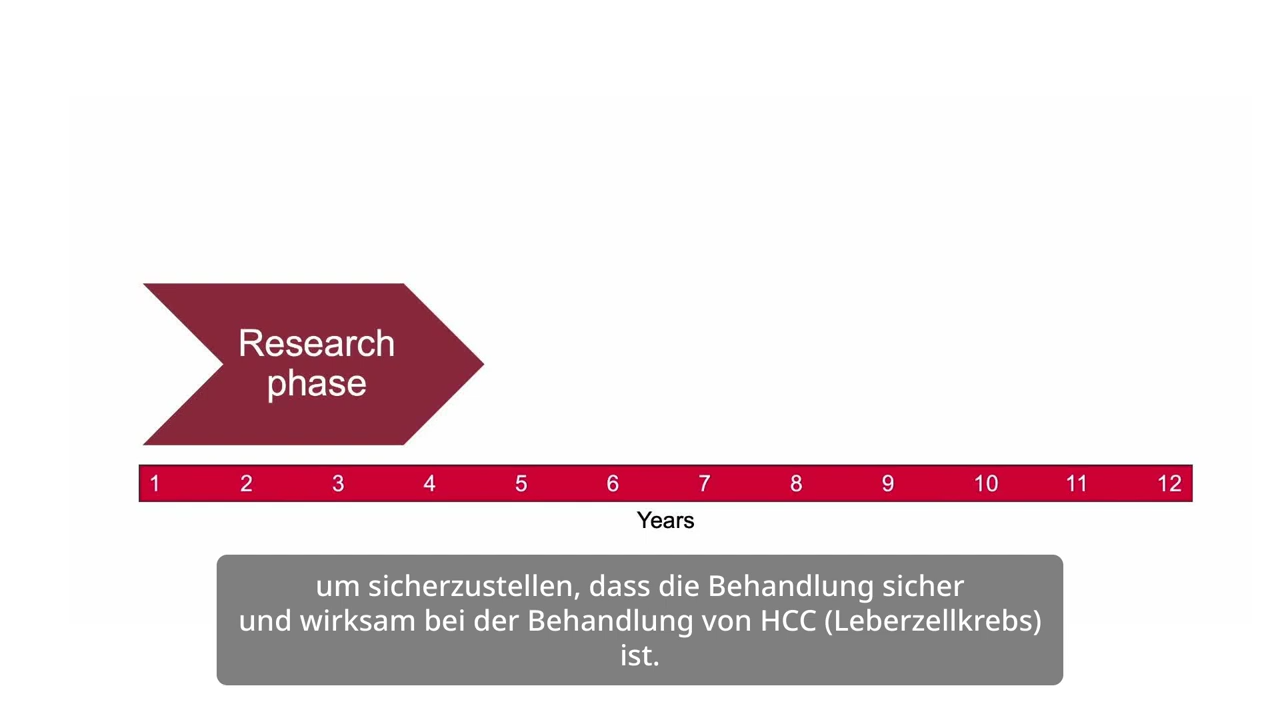 Research
phase
1 2 3 4 5 6 7 8 9 10 11 12
Years
um sicherzustellen, dass die Behandlung sicher
und wirksam bei der Behandlung von HCC (Leberzellkrebs)
ist.